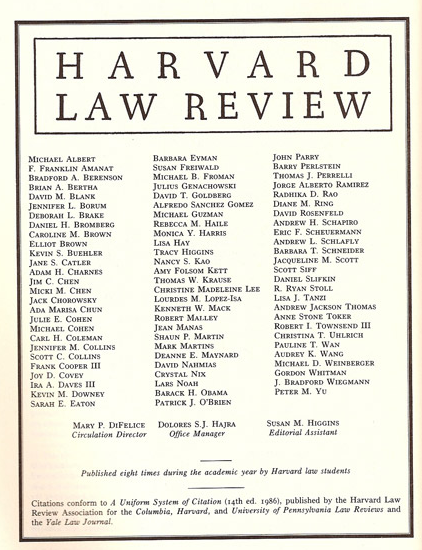 HARVARD
LAW REVIEW
MICHAEL ALBERT
F. FRANKLIN AMANAT
BRADFORD A. BERENSON
BRIAN A. BERTHA
DAVID M. BLANK
JENNIFER L. BORUM
DEBORAH L. BRAKE
DANIEL H. BROMBERG
CAROLINE M. BROWN
ELLIOT BROWN
KEVIN S. BUEHLER
JANE S. CATLER
ADAM H. CHARNES
JIM C. CHEN
MICKI M. CHEN
JACK CHOROWSKY
ADA MARISA CHUN
JULIE E. COHEN
MICHAEL COHEN
CARL H. COLEMAN
JENNIFER M. COLLINS
SCOTT C. COLLINS
FRANK COOPER III
JOY D. COVEY
IRA A. DAVES III
KEVIN M. DOWNEY
SARAH E. EATON
BARBARA EYMAN
SUSAN FREIWALD
MICHAEL B. FROMAN
JULIUS GENACHOWSKI
DAVID T. GOLDBERG
ALFREDO SANCHEZ GOMEZ
MICHAEL GUZMAN
REBECCA M. HAILE
MONICA Y. HARRIS
LISA HAY
TRACY HIGGINS
NANCY S. KAO
AMY FOLSOM KETT
THOMAS W. KRAUSE
CHRISTINE MADELEINE LEE
LOURDES M. LOPEZ-ISA
KENNETH W. MACK
ROBERT MALLEY
JEAN MANAS
SHAUN P. MARTIN
MARK MARTINS
DEANNE E. MAYNARD
DAVID NAHMIAS
CRYSTAL NIX
LARS NOAH
BARACK H. OBAMA
PATRICK J. O'BRIEN
JOHN PARRY
BARRY PERLSTEIN
THOMAS J. PERRELLI
JORGE ALBERTO RAMIREZ
RADHIKA D. RAO
DIANE M. RING
DAVID ROSENFELD
ANDREW H. SCHAPIRO
ERIC F. SCHEUERMANN
ANDREW L. SCHLAFLY
BARBARA T. SCHNEIDER
JACQUELINE M. SCOTT
SCOTT SIFF
DANIEL SLIFKIN
R. RYAN STOLL
LISA J. TANZI
ANDREW JACKSON THOMAS
ANNE STONE TOKER
ROBERT I. TOWNSEND III
CHRISTINA T. UHLRICH
PAULINE T. WAN
AUDREY K. WANG
MICHAEL D. WEINBERGER
GORDON WHITMAN
J. BRADFORD WIEGMANN
PETER M. YU
MARY P. DIFELICE
Circulation Director
DOLORES S.J. HAJRA
Office Manager
SUSAN M. HIGGINS
Editorial Assistant
Published eight times during the academic year by Harvard law students
Citations conform to A Uniform System of Citation (14th ed. 1986), published by the Harvard Law
Review Association for the Columbia, Harvard, and University of Pennsylvania Law Reviews and
the Yale Law Journal.